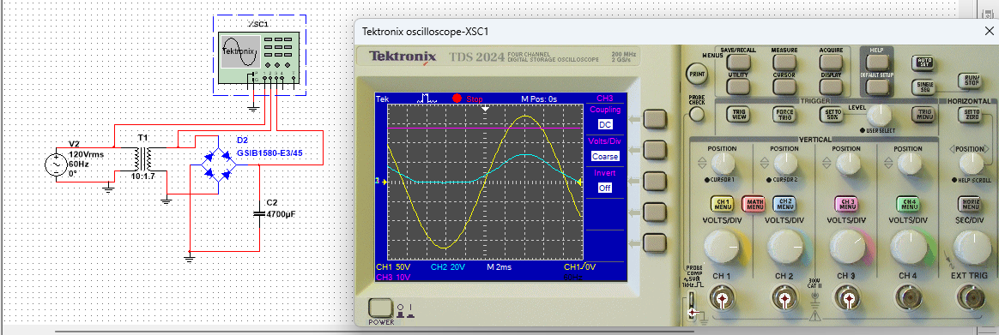 XSC1
Tektronix
P
G
1 2 3 4 T
V2
120Vrms
60Hz
0°
T1
10:1.7
D2
GSIB1580-E3/45
C2
4700µF
Tektronix oscilloscope-XSC1
Tektronix TDS 2024 FOUR CHANNEL DIGITAL STORAGE OSCILLOSCOPE 200 MHz 2 GS/s
Tek Stop M Pos: 0s
CH3
Coupling
DC
Volts/Div
Coarse
Invert
Off
1
CH1 50V CH2 20V M 2ms CH1 0V
CH3 10V 60Hz
POWER
PRINT
MENUS
SAVE/RECALL MEASURE ACQUIRE
UTILITY CURSOR DISPLAY
HELP
DEFAULT SETUP
AUTO SET
SINGLE SEQ
RUN/STOP
PROBE CHECK
TRIGGER
TRIG VIEW
FORCE TRIG
SET TO 50%
LEVEL
USER SELECT
TRIG MENU
HORIZONTAL
SET TO ZERO
VERTICAL
POSITION POSITION POSITION POSITION POSITION
CURSOR 1 CURSOR 2 HELP-SCROLL
CH 1 MENU
MATH MENU
CH 2 MENU
CH 3 MENU
CH 4 MENU
HORIZ MENU
VOLTS/DIV VOLTS/DIV VOLTS/DIV VOLTS/DIV SEC/DIV
PROBE COMP
~5V
1kHz
CH 1 CH 2 CH 3 CH 4 EXT TRIG
300V
CAT II